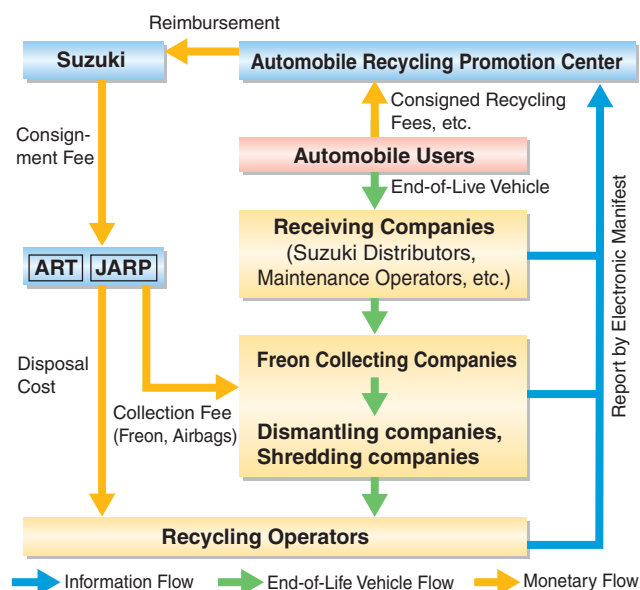 Reimbursement
Suzuki
Automobile Recycling Promotion Center
Consign-
ment Fee
Consigned Recycling
Fees, etc.
Automobile Users
End-of-Live Vehicle
Receiving Companies
(Suzuki Distributors,
Maintenance Operators, etc.)
ART JARP
Report by Electronic Manifest
Freon Collecting Companies
Disposal
Cost
Collection Fee
(Freon, Airbags)
Dismantling companies,
Shredding companies
Recycling Operators
Information Flow
End-of-Life Vehicle Flow
Monetary Flow